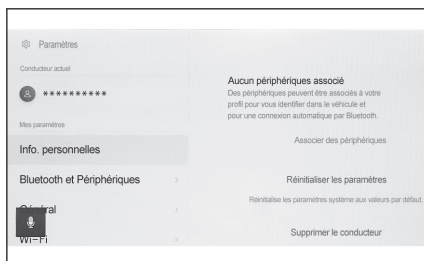 Paramètres
Conducteur actuel
**********
Mes paramètres
Info. personnelles
Bluetooth et Périphériques
Général
Wi-Fi
Aucun périphériques associé
Des périphériques peuvent être associés à votre
profil pour vous identifier dans le véhicule et
pour une connexion automatique par Bluetooth.
Associer des périphériques
Réinitialiser les paramètres
Réinitialise les paramètres système aux valeurs par défaut
Supprimer le conducteur